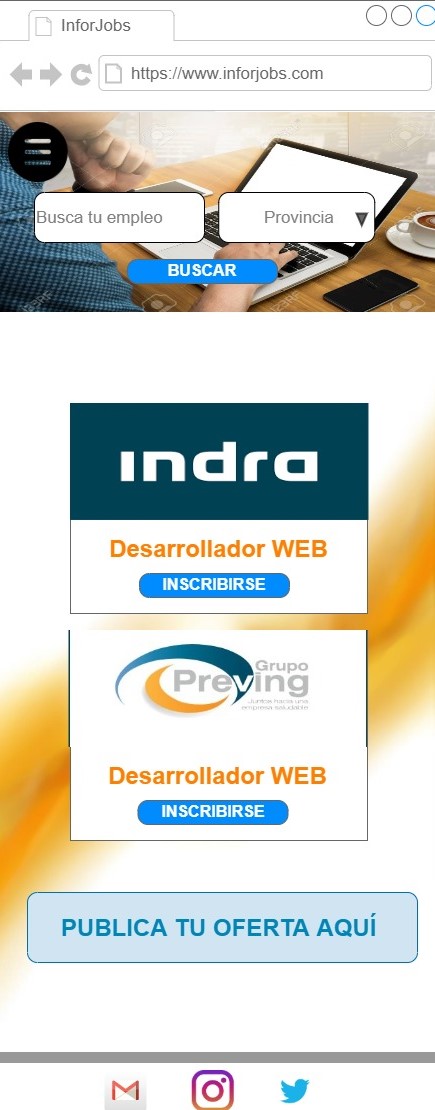 InforJobs
https://www.inforjobs.com
Busca tu empleo
Provincia
BUSCAR
indra
Desarrollador WEB
INSCRIBIRSE
Grupo
Preving
Juntos hacia una
empresa saludable
Desarrollador WEB
INSCRIBIRSE
PUBLICA TU OFERTA AQUÍ